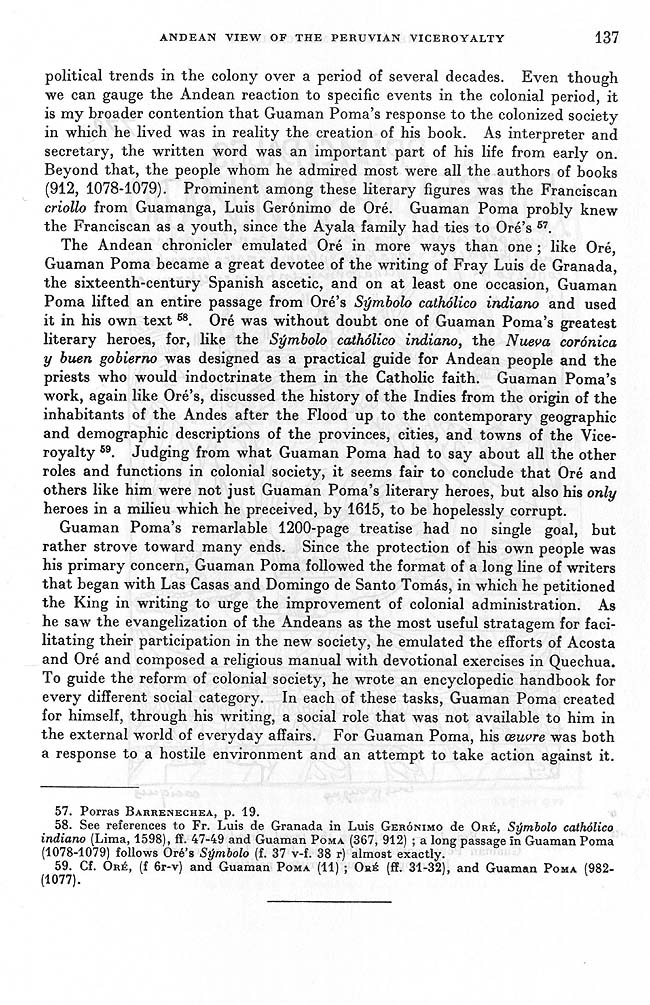 ANDEAN VIEW OF THE PERUVIAN VICEROYALTY 137
political trends in the colony over a period of several decades. Even though
we can gauge the Andean reaction to specific events in the colonial period, it
is my broader contention that Guaman Poma's response to the colonized society
in which he lived was in reality the creation of his book. As interpreter and
secretary, the written word was an important part of his life from early on.
Beyond that, the people whom he admired most were all the authors of books
(912, 1078-1079). Prominent among these literary figures was the Franciscan
criollo from Guamanga, Luis Gerónimo de Oré. Guaman Poma probly knew
the Franciscan as a youth, since the Ayala family had ties to Oré's 57.
The Andean chronicler emulated Oré in more ways than one ; like Oré,
Guaman Poma became a great devotee of the writing of Fray Luis de Granada,
the sixteenth-century Spanish ascetic, and on at least one occasion, Guaman
Poma lifted an entire passage from Oré's Sýmbolo cathólico indiano and used
it in his own text 58. Oré was without doubt one of Guaman Poma's greatest
literary heroes, for, like the Sýmbolo cathólico indiano, the Nueva corónica
y buen gobierno was designed as a practical guide for Andean people and the
priests who would indoctrinate them in the Catholic faith. Guaman Poma's
work, again like Oré's, discussed the history of the Indies from the origin of the
inhabitants of the Andes after the Flood up to the contemporary geographic
and demographic descriptions of the provinces, cities, and towns of the Vice-
royalty 59. Judging from what Guaman Poma had to say about all the other
roles and functions in colonial society, it seems fair to conclude that Oré and
others like him were not just Guaman Poma's literary heroes, but also his only
heroes in a milieu which he preceived, by 1615, to be hopelessly corrupt.
Guaman Poma's remarlable 1200-page treatise had no single goal, but
rather strove toward many ends. Since the protection of his own people was
his primary concern, Guaman Poma followed the format of a long line of writers
that began with Las Casas and Domingo de Santo Tomás, in which he petitioned
the King in writing to urge the improvement of colonial administration. As
he saw the evangelization of the Andeans as the most useful stratagem for faci-
litating their participation in the new society, he emulated the efforts of Acosta
and Oré and composed a religious manual with devotional exercises in Quechua.
To guide the reform of colonial society, he wrote an encyclopedic handbook for
every different social category. In each of these tasks, Guaman Poma created
for himself, through his writing, a social role that was not available to him in
the external world of everyday affairs. For Guaman Poma, his œuvre was both
a response to a hostile environment and an attempt to take action against it.
57. Porras BARRENECHEA, p. 19.
58. See references to Fr. Luis de Granada in Luis GERÓNIMO de ORÉ, Sýmbolo cathólico
indiano (Lima, 1598), ff. 47-49 and Guaman POMA (367, 912) ; a long passage in Guaman Poma
(1078-1079) follows Oré's Sýmbolo (f. 37 v-f. 38 r) almost exactly.
59. Cf. ORÉ, (f 6r-v) and Guaman POMA (11) ; ORÉ (ff. 31-32), and Guaman POMA (982-
(1077).